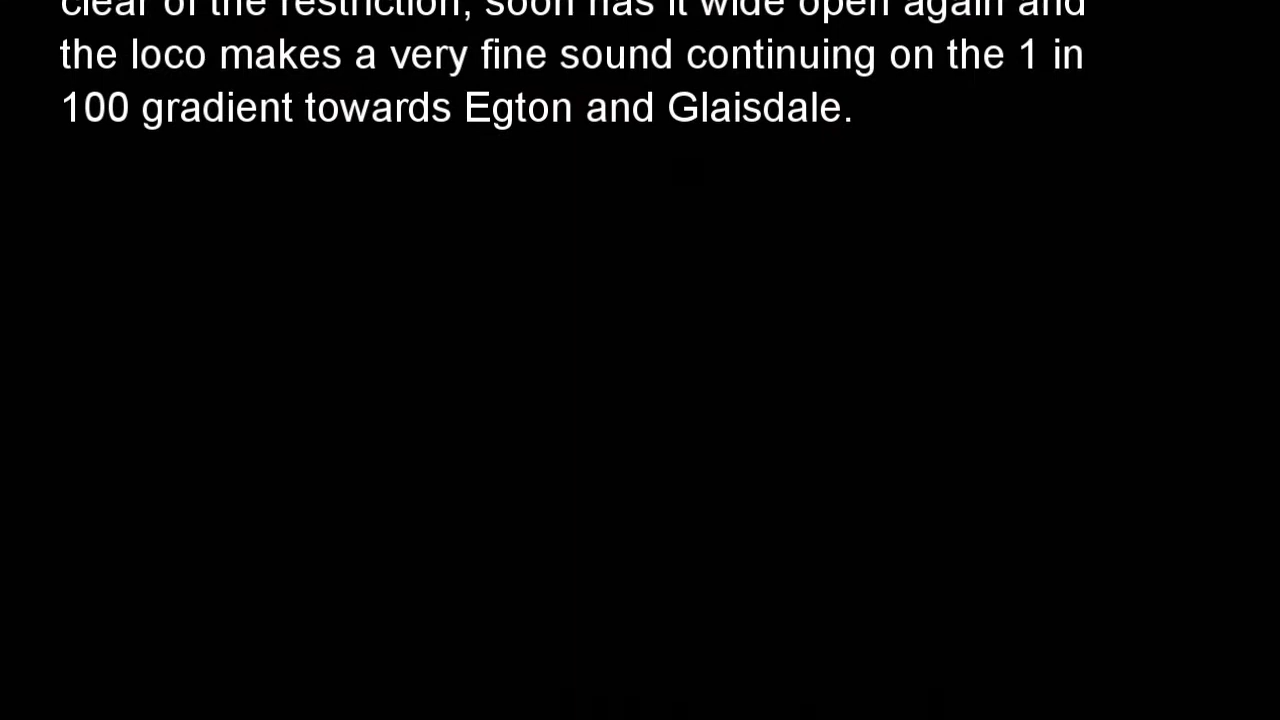 clear of the restriction, soon has it wide open again and
the loco makes a very fine sound continuing on the 1 in
100 gradient towards Egton and Glaisdale.